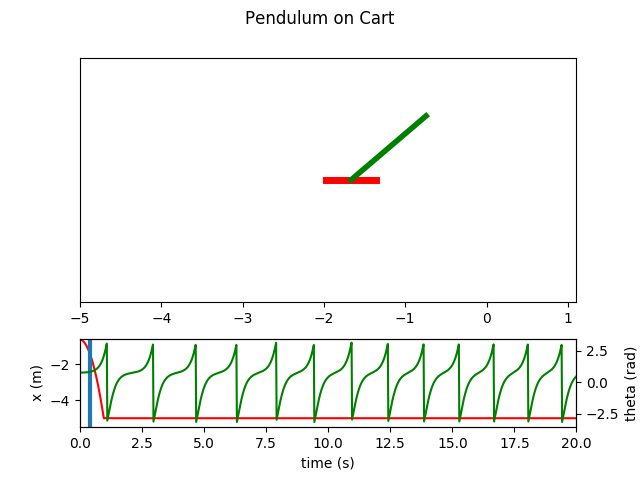 Pendulum on Cart
−5 −4 −3 −2 −1 0 1
x (m)
−2
−4
2.5
0.0
−2.5
theta (rad)
0.0 2.5 5.0 7.5 10.0 12.5 15.0 17.5 20.0
time (s)